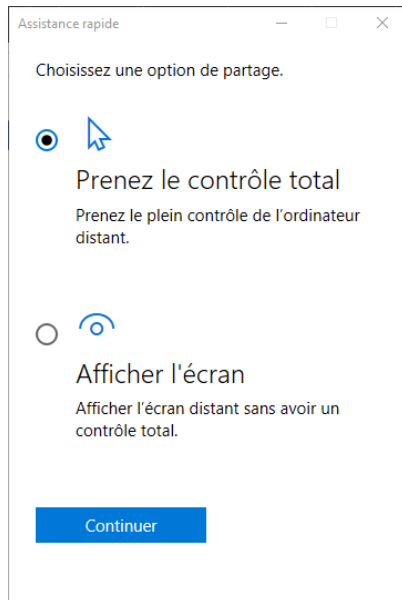 Assistance rapide
Choisissez une option de partage.
Prenez le contrôle total
Prenez le plein contrôle de l’ordinateur
distant.
Afficher l'écran
Afficher l’écran distant sans avoir un
contrôle total.
Continuer